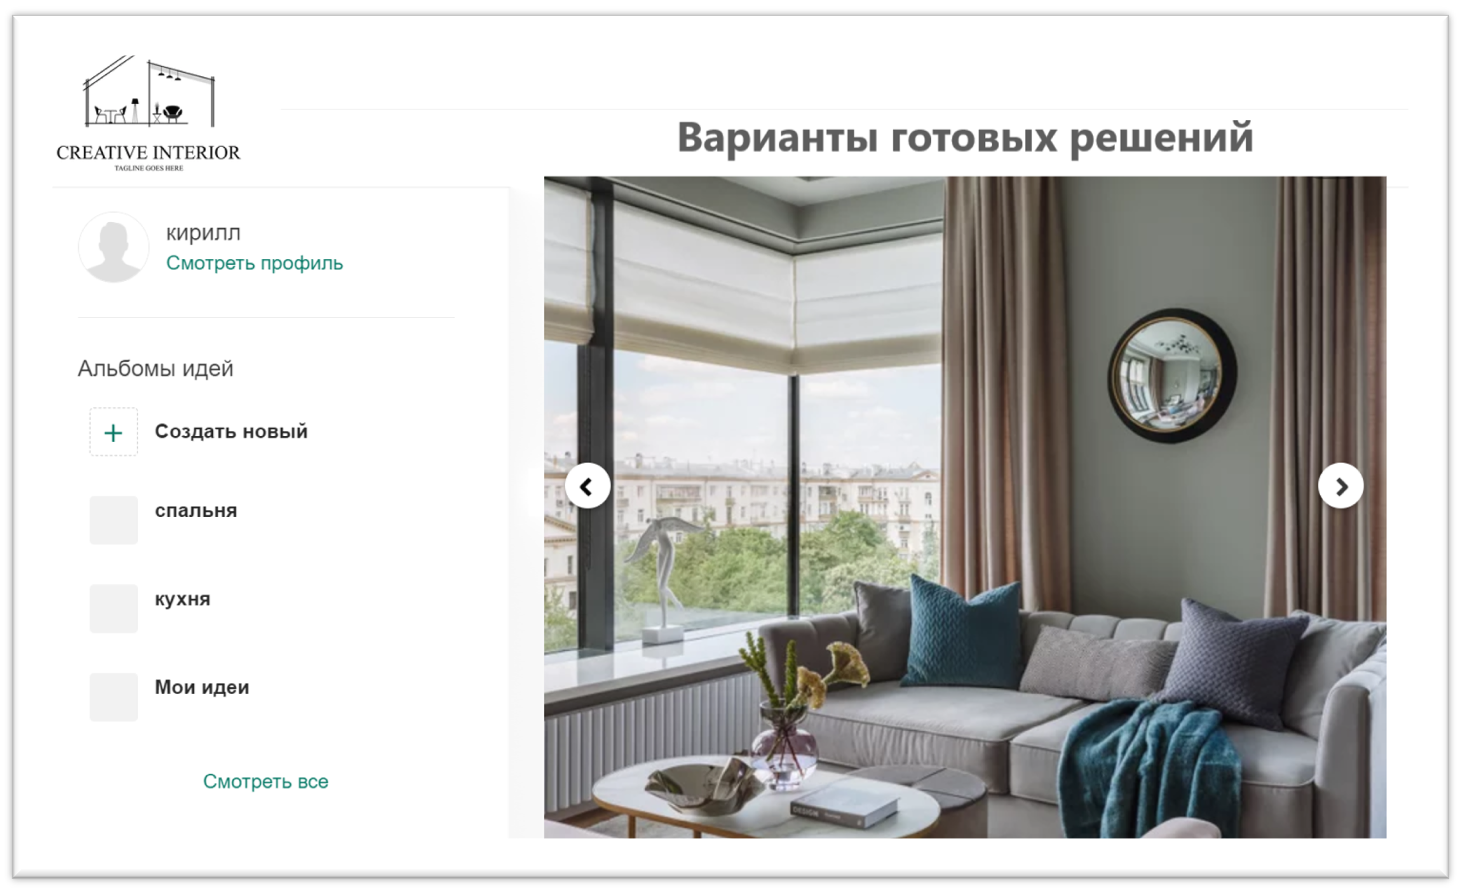 CREATIVE INTERIOR
TAGLINE GOES HERE
Варианты готовых решений
кирилл
Смотреть профиль
Альбомы идей
Создать новый
спальня
кухня
Мои идеи
Смотреть все
DESIGN